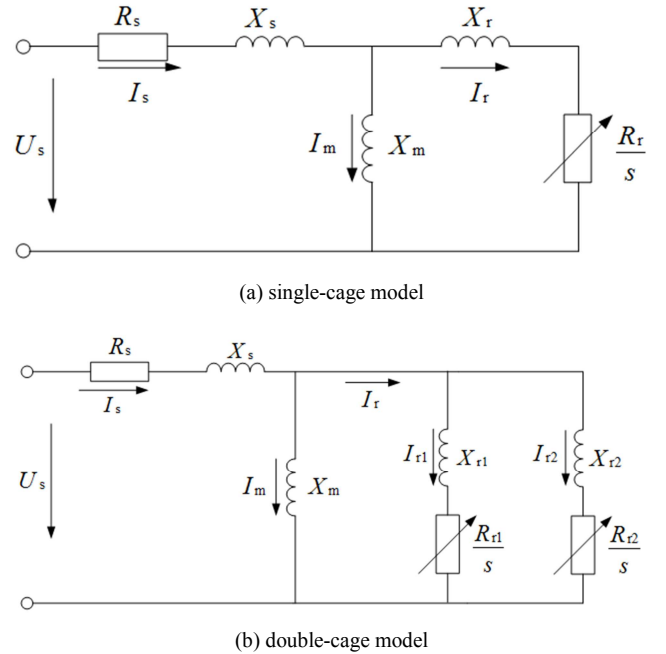 Rs Xs Xr
Is Ir
Us Im Xm Rr/s
(a) single-cage model
Rs Xs
Is Ir
Us Im Xm Ir1 Xr1 Ir2 Xr2
Rr1/s Rr2/s
(b) double-cage model